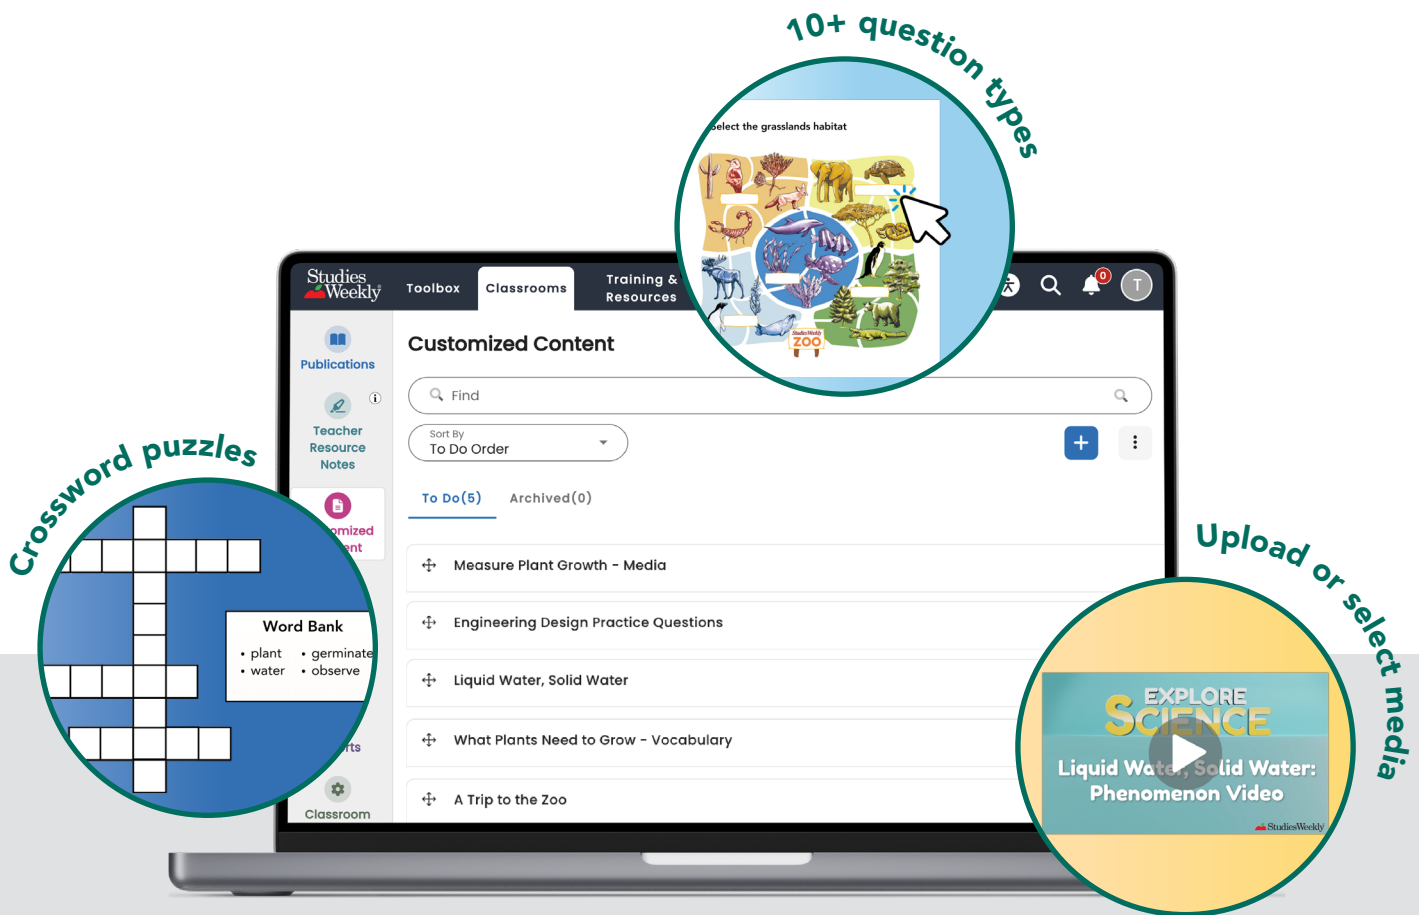 10+ question types
Select the grasslands habitat
StudiesWeekly
ZOO
Studies
Weekly
Toolbox
Classrooms
Training &
Resources
0
T
Publications
Teacher
Resource
Notes
Customized Content
Find
Sort By
To Do Order
To Do(5)
Archived(0)
Measure Plant Growth - Media
Engineering Design Practice Questions
Liquid Water, Solid Water
What Plants Need to Grow - Vocabulary
A Trip to the Zoo
omized
ent
rts
Classroom
Crossword puzzles
Word Bank
• plant
• germinate
• water
• observe
Upload or select media
EXPLORE
SCIENCE
Liquid Water, Solid Water:
Phenomenon Video
StudiesWeekly